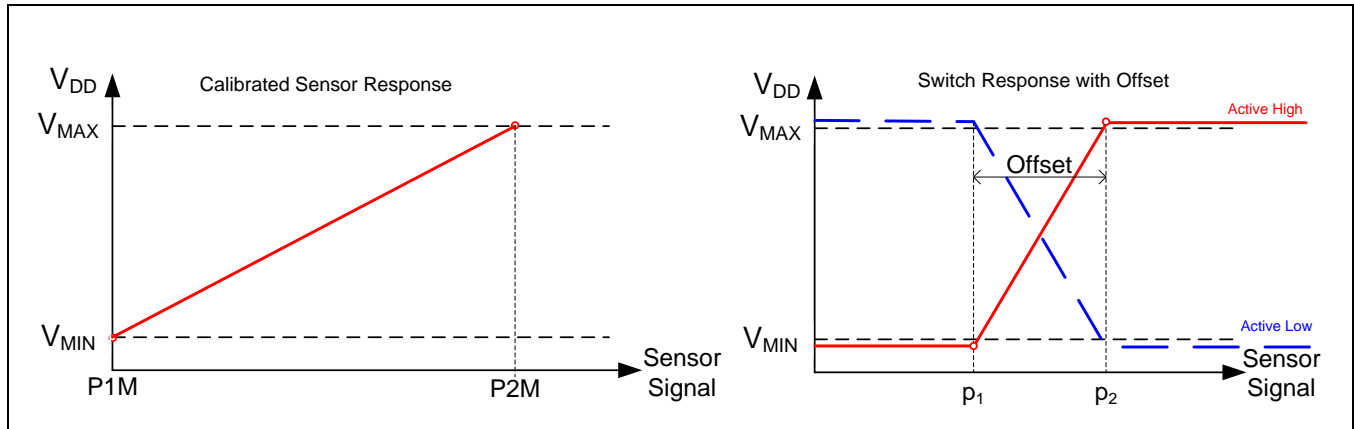 Calibrated Sensor Response
VDD
VMAX
VMIN
P1M
P2M
Sensor
Signal
Switch Response with Offset
VDD
VMAX
Active High
Offset
VMIN
Active Low
Sensor
Signal
p1
p2